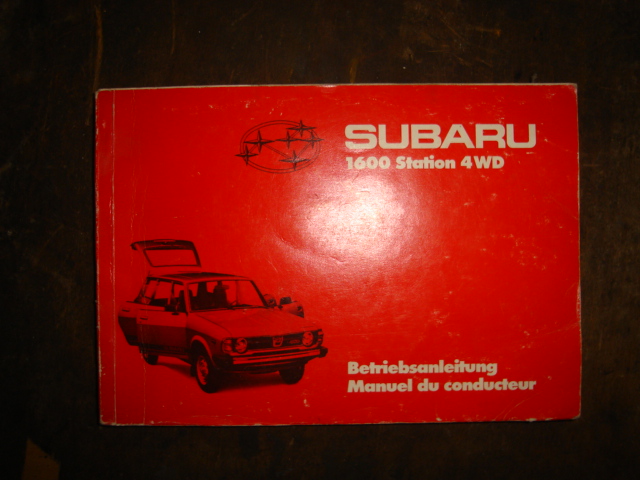 SUBARU
1600 Station 4WD
Betriebsanleitung
Manuel du conducteur